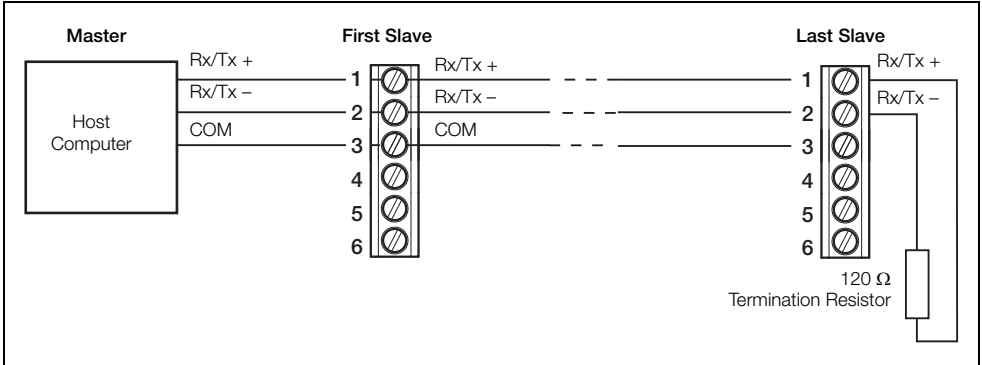 Master
First Slave
Last Slave
Host
Computer
Rx/Tx +
Rx/Tx –
COM
1
2
3
4
5
6
Rx/Tx +
Rx/Tx –
COM
1
2
3
4
5
6
Rx/Tx +
Rx/Tx –
120 Ω
Termination Resistor